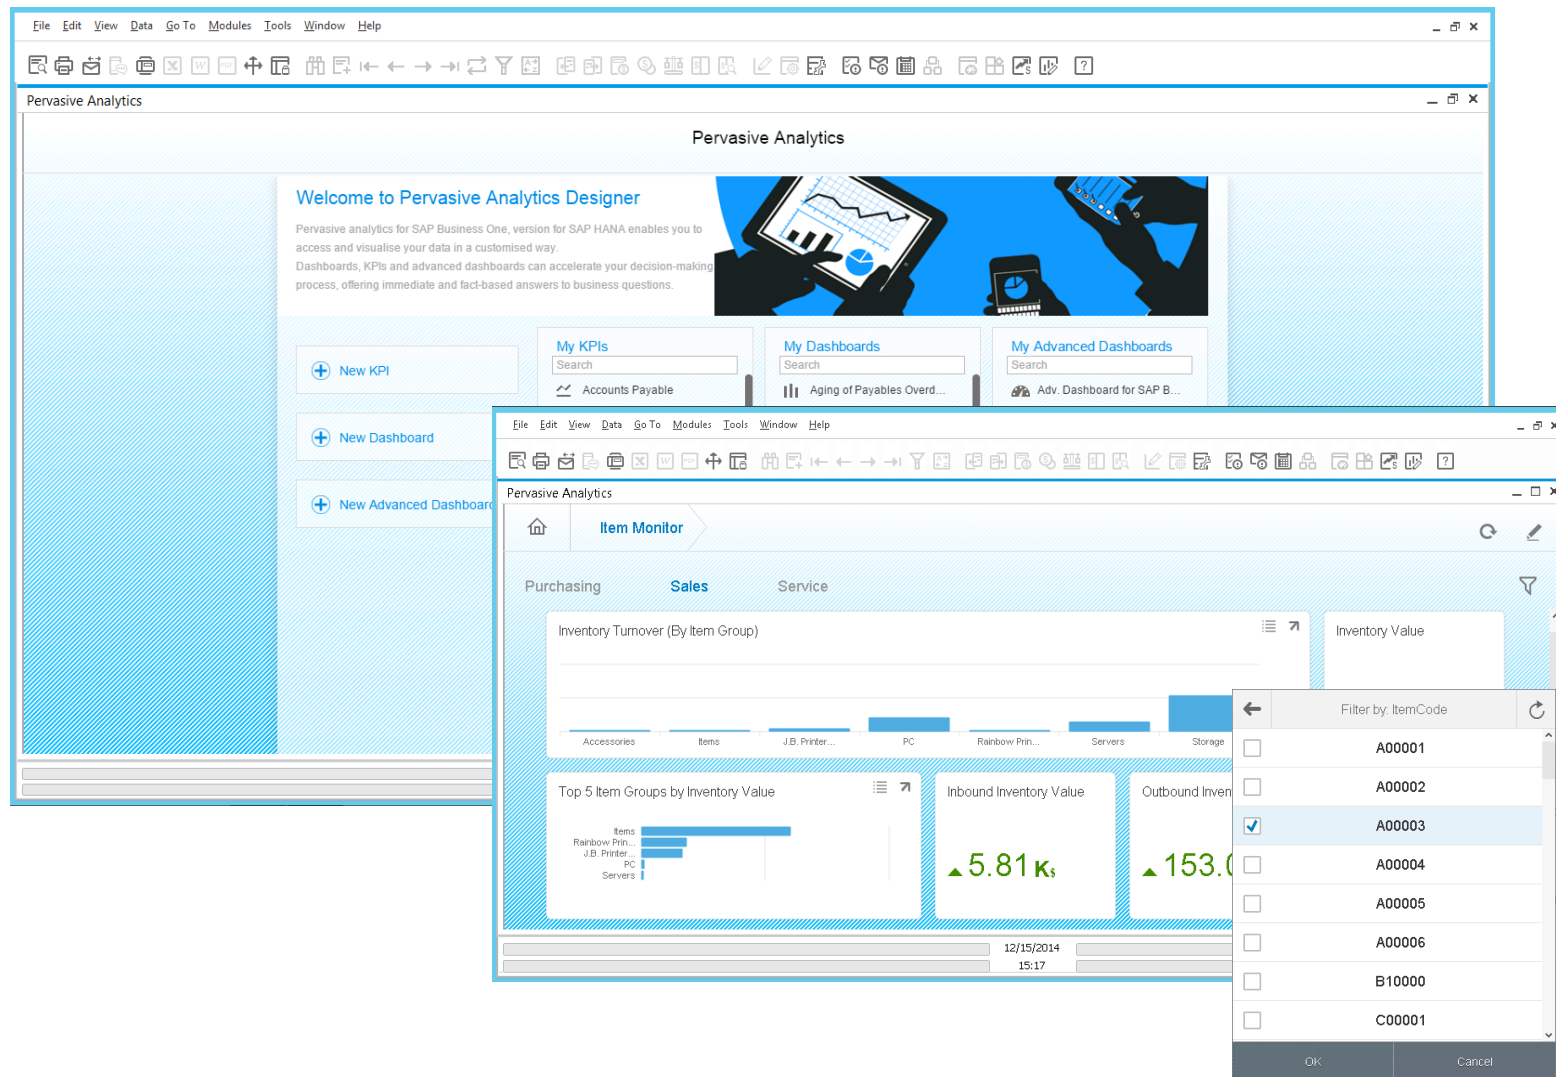 File Edit View Data Go To Modules Tools Window Help
Pervasive Analytics
Pervasive Analytics
Welcome to Pervasive Analytics Designer
Pervasive analytics for SAP Business One, version for SAP HANA enables you to
access and visualise your data in a customised way.
Dashboards, KPIs and advanced dashboards can accelerate your decision-making
process, offering immediate and fact-based answers to business questions.
New KPI
New Dashboard
New Advanced Dashboard
My KPIs
Search
Accounts Payable
My Dashboards
Search
Aging of Payables Overd...
My Advanced Dashboards
Search
Adv. Dashboard for SAP B...
File Edit View Data Go To Modules Tools Window Help
Pervasive Analytics
Item Monitor
Purchasing Sales Service
Inventory Turnover (By Item Group)
Accessories Items J.B. Printer... PC Rainbow Prin... Servers Storage
Inventory Value
Top 5 Item Groups by Inventory Value
Items
Rainbow Prin...
J.B. Printer...
PC
Servers
Inbound Inventory Value
5.81 K$
Outbound Inven
153.0
12/15/2014
15:17
Filter by: ItemCode
A00001
A00002
A00003
A00004
A00005
A00006
B10000
C00001
OK Cancel